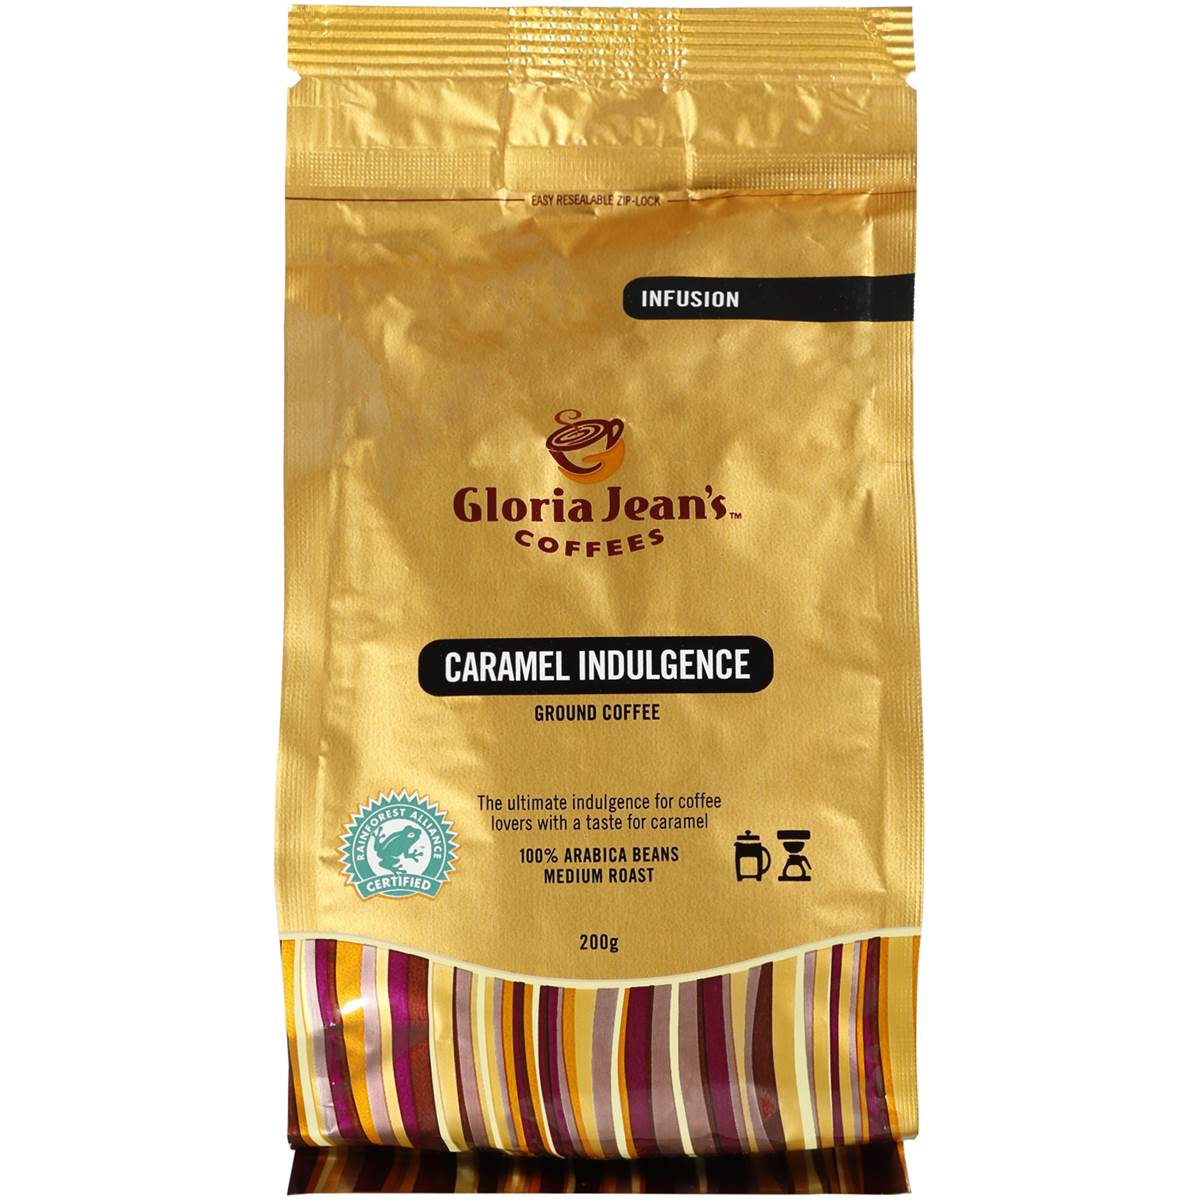 EASY RESEALABLE ZIP-LOCK
INFUSION
Gloria Jean's™
COFFEES
CARAMEL INDULGENCE
GROUND COFFEE
The ultimate indulgence for coffee
lovers with a taste for caramel
100% ARABICA BEANS
MEDIUM ROAST
RAINFOREST ALLIANCE
CERTIFIED
200g